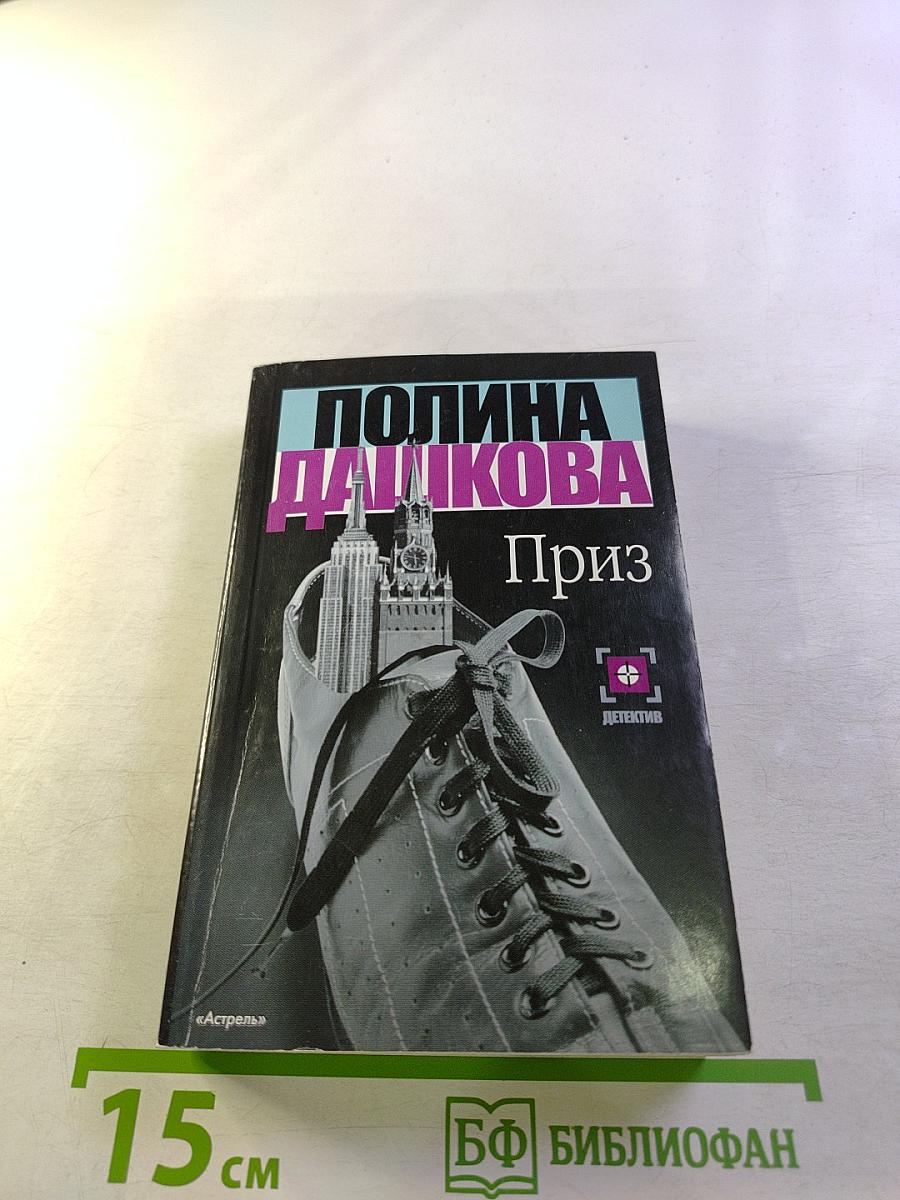 ПОЛИНА
ДАШКОВА
Приз
ДЕТЕКТИВ
«Астрель»
15 см
БФ БИБЛИОФАН